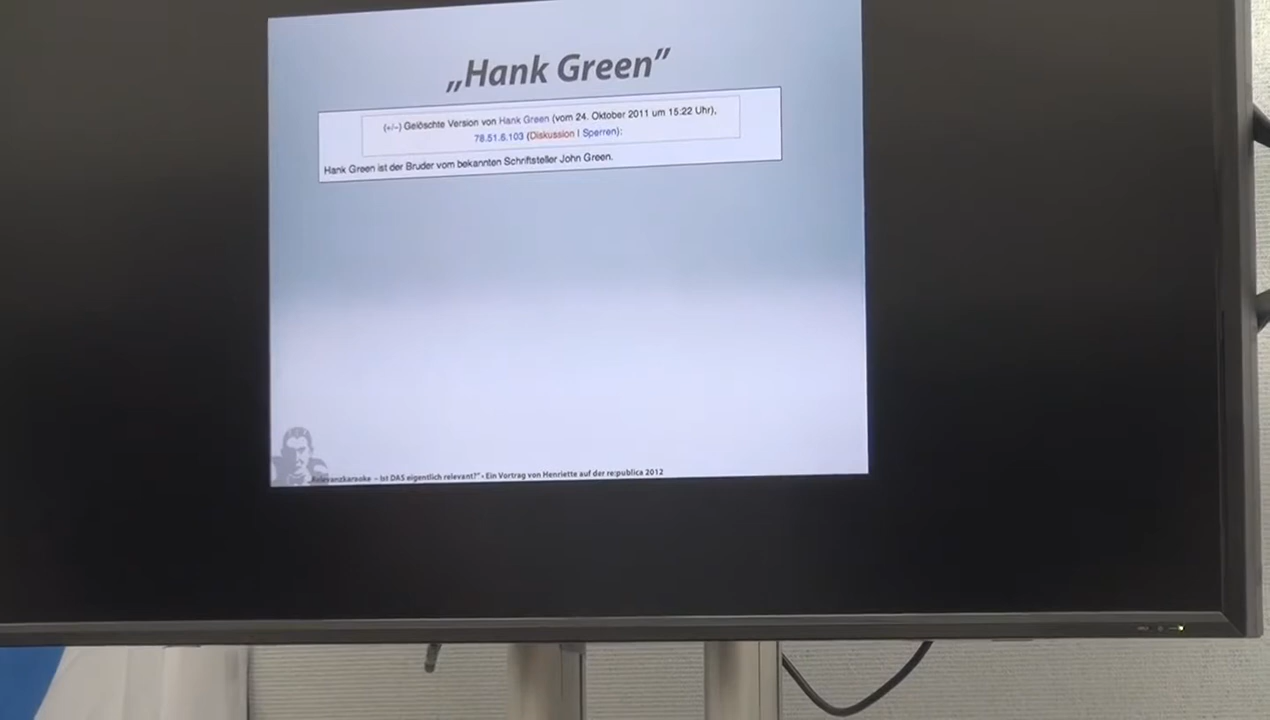 „Hank Green”
(+/−) Gelöschte Version von Hank Green (vom 24. Oktober 2011 um 15:22 Uhr),
78.51.6.103 (Diskussion | Sperren):
Hank Green ist der Bruder vom bekannten Schriftsteller John Green.
„Relevanzkaraoke – Ist DAS eigentlich relevant?” • Ein Vortrag von Henriette auf der re:publica 2012